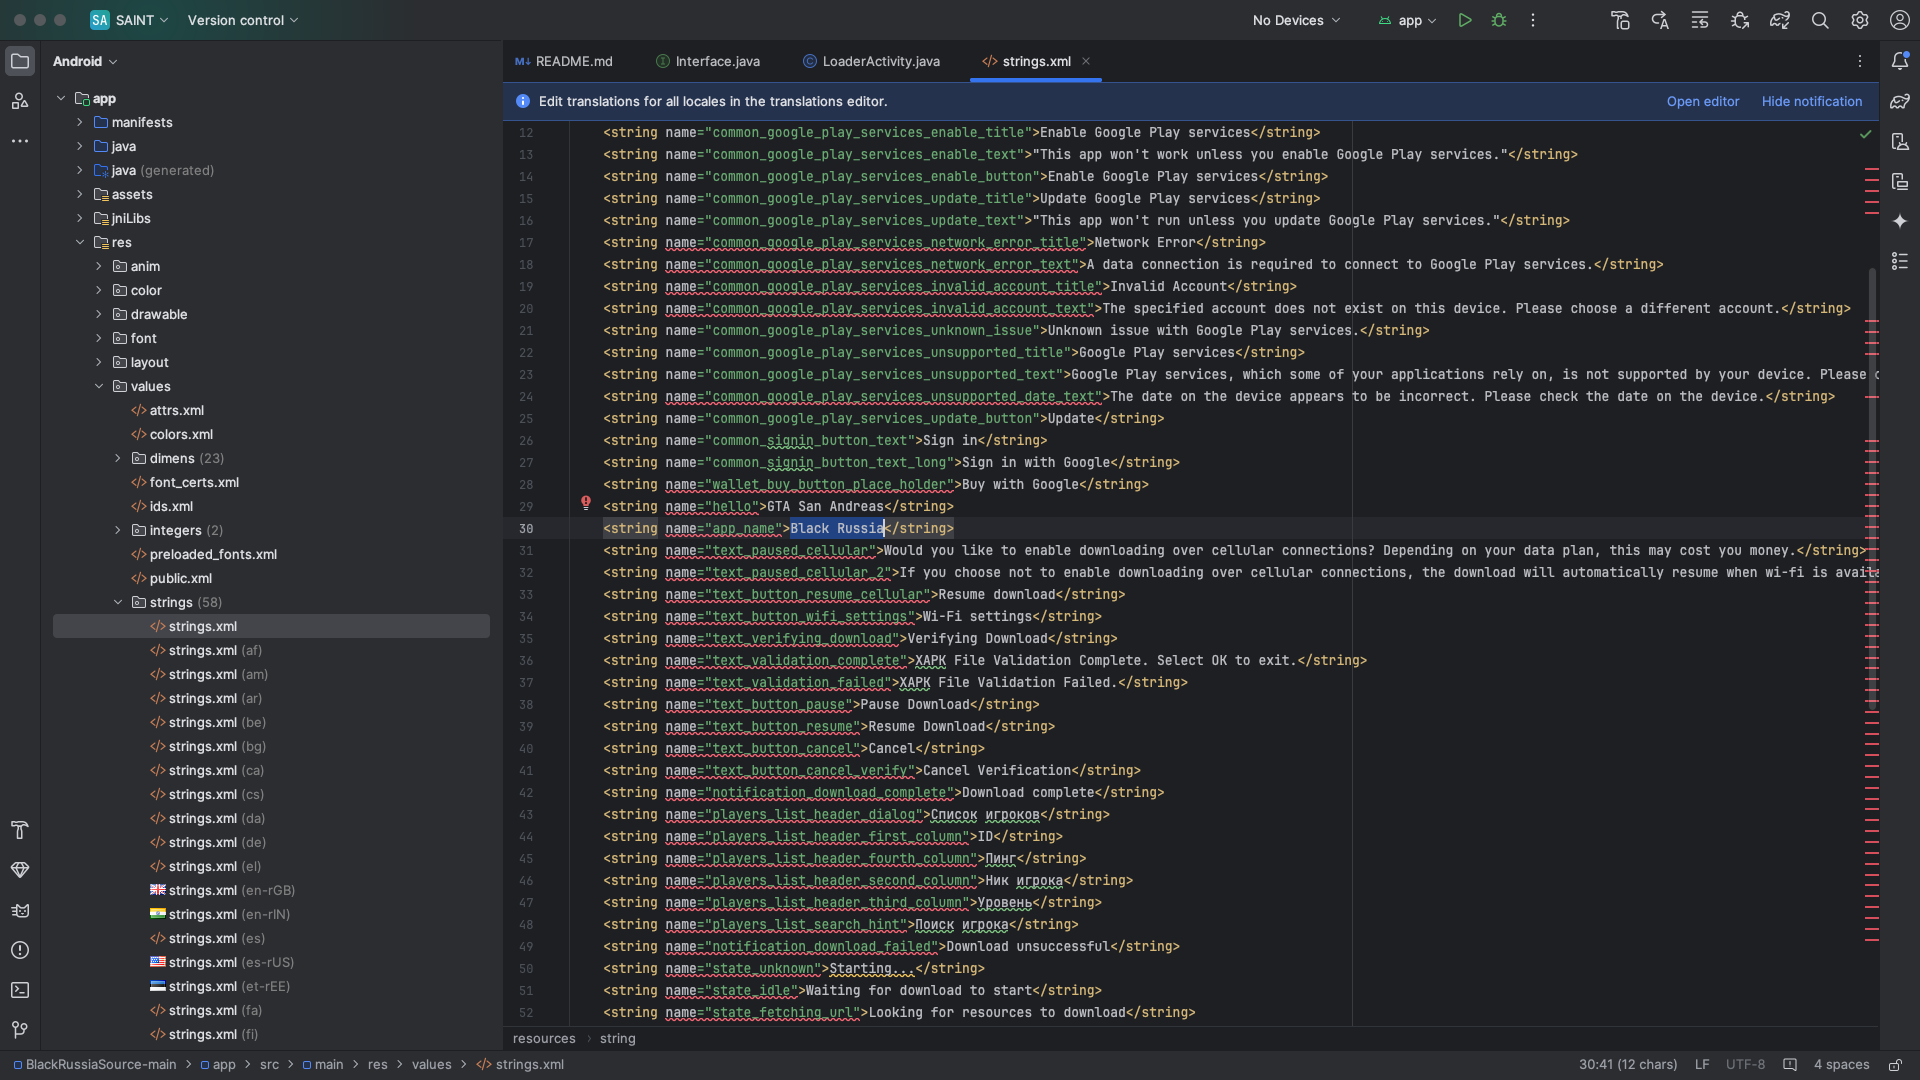 SA SAINT Version control No Devices app
Android
README.md Interface.java LoaderActivity.java strings.xml
Edit translations for all locales in the translations editor. Open editor Hide notification
app
manifests
java
java (generated)
assets
jniLibs
res
anim
color
drawable
font
layout
values
attrs.xml
colors.xml
dimens (23)
font_certs.xml
ids.xml
integers (2)
preloaded_fonts.xml
public.xml
strings (58)
strings.xml
strings.xml (af)
strings.xml (am)
strings.xml (ar)
strings.xml (be)
strings.xml (bg)
strings.xml (ca)
strings.xml (cs)
strings.xml (da)
strings.xml (de)
strings.xml (el)
strings.xml (en-rGB)
strings.xml (en-rIN)
strings.xml (es)
strings.xml (es-rUS)
strings.xml (et-rEE)
strings.xml (fa)
strings.xml (fi)
12 <string name="common_google_play_services_enable_title">Enable Google Play services</string>
13 <string name="common_google_play_services_enable_text">"This app won't work unless you enable Google Play services."</string>
14 <string name="common_google_play_services_enable_button">Enable Google Play services</string>
15 <string name="common_google_play_services_update_title">Update Google Play services</string>
16 <string name="common_google_play_services_update_text">"This app won't run unless you update Google Play services."</string>
17 <string name="common_google_play_services_network_error_title">Network Error</string>
18 <string name="common_google_play_services_network_error_text">A data connection is required to connect to Google Play services.</string>
19 <string name="common_google_play_services_invalid_account_title">Invalid Account</string>
20 <string name="common_google_play_services_invalid_account_text">The specified account does not exist on this device. Please choose a different account.</string>
21 <string name="common_google_play_services_unknown_issue">Unknown issue with Google Play services.</string>
22 <string name="common_google_play_services_unsupported_title">Google Play services</string>
23 <string name="common_google_play_services_unsupported_text">Google Play services, which some of your applications rely on, is not supported by your device. Please
24 <string name="common_google_play_services_unsupported_date_text">The date on the device appears to be incorrect. Please check the date on the device.</string>
25 <string name="common_google_play_services_update_button">Update</string>
26 <string name="common_signin_button_text">Sign in</string>
27 <string name="common_signin_button_text_long">Sign in with Google</string>
28 <string name="wallet_buy_button_place_holder">Buy with Google</string>
29 <string name="hello">GTA San Andreas</string>
30 <string name="app_name">Black Russia</string>
31 <string name="text_paused_cellular">Would you like to enable downloading over cellular connections? Depending on your data plan, this may cost you money.</string>
32 <string name="text_paused_cellular_2">If you choose not to enable downloading over cellular connections, the download will automatically resume when wi-fi is avail
33 <string name="text_button_resume_cellular">Resume download</string>
34 <string name="text_button_wifi_settings">Wi-Fi settings</string>
35 <string name="text_verifying_download">Verifying Download</string>
36 <string name="text_validation_complete">XAPK File Validation Complete. Select OK to exit.</string>
37 <string name="text_validation_failed">XAPK File Validation Failed.</string>
38 <string name="text_button_pause">Pause Download</string>
39 <string name="text_button_resume">Resume Download</string>
40 <string name="text_button_cancel">Cancel</string>
41 <string name="text_button_cancel_verify">Cancel Verification</string>
42 <string name="notification_download_complete">Download complete</string>
43 <string name="players_list_header_dialog">Список игроков</string>
44 <string name="players_list_header_first_column">ID</string>
45 <string name="players_list_header_fourth_column">Пинг</string>
46 <string name="players_list_header_second_column">Ник игрока</string>
47 <string name="players_list_header_third_column">Уровень</string>
48 <string name="players_list_search_hint">Поиск игрока</string>
49 <string name="notification_download_failed">Download unsuccessful</string>
50 <string name="state_unknown">Starting...</string>
51 <string name="state_idle">Waiting for download to start</string>
52 <string name="state_fetching_url">Looking for resources to download</string>
resources › string
BlackRussiaSource-main > app > src > main > res > values > strings.xml 30:41 (12 chars) LF UTF-8 4 spaces